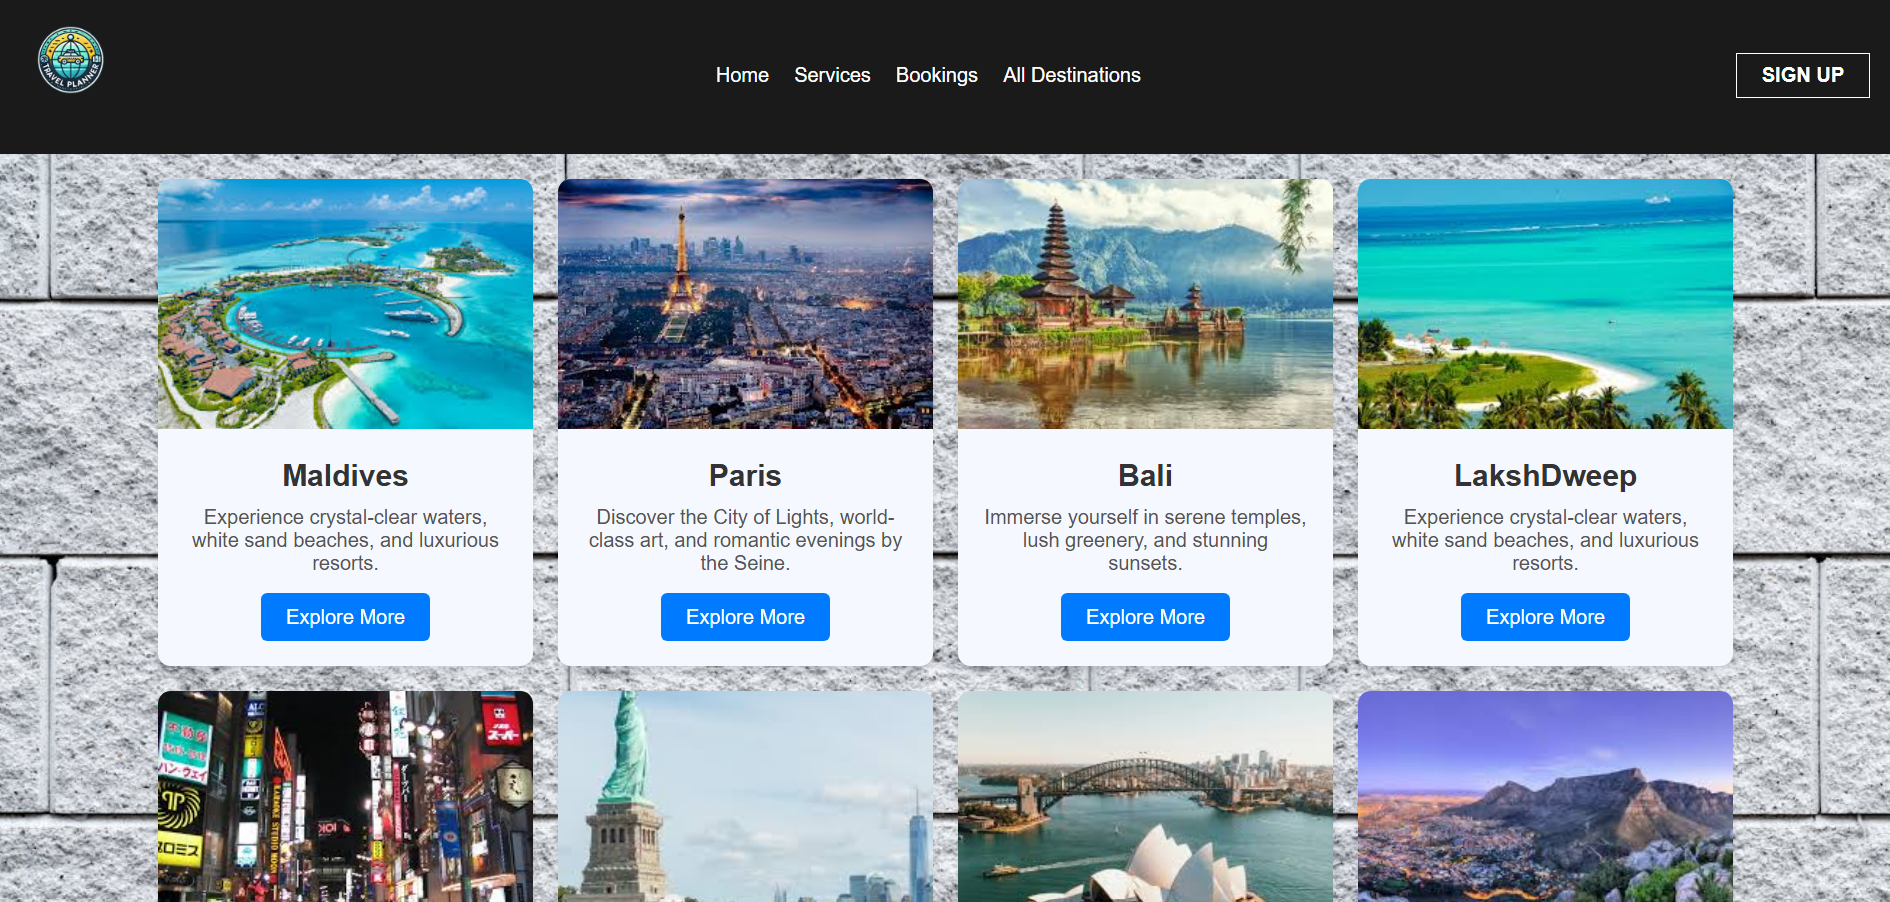 TRAVEL PLANNER
Home
Services
Bookings
All Destinations
SIGN UP
Maldives
Experience crystal-clear waters,
white sand beaches, and luxurious
resorts.
Explore More
Paris
Discover the City of Lights, world-
class art, and romantic evenings by
the Seine.
Explore More
Bali
Immerse yourself in serene temples,
lush greenery, and stunning
sunsets.
Explore More
LakshDweep
Experience crystal-clear waters,
white sand beaches, and luxurious
resorts.
Explore More